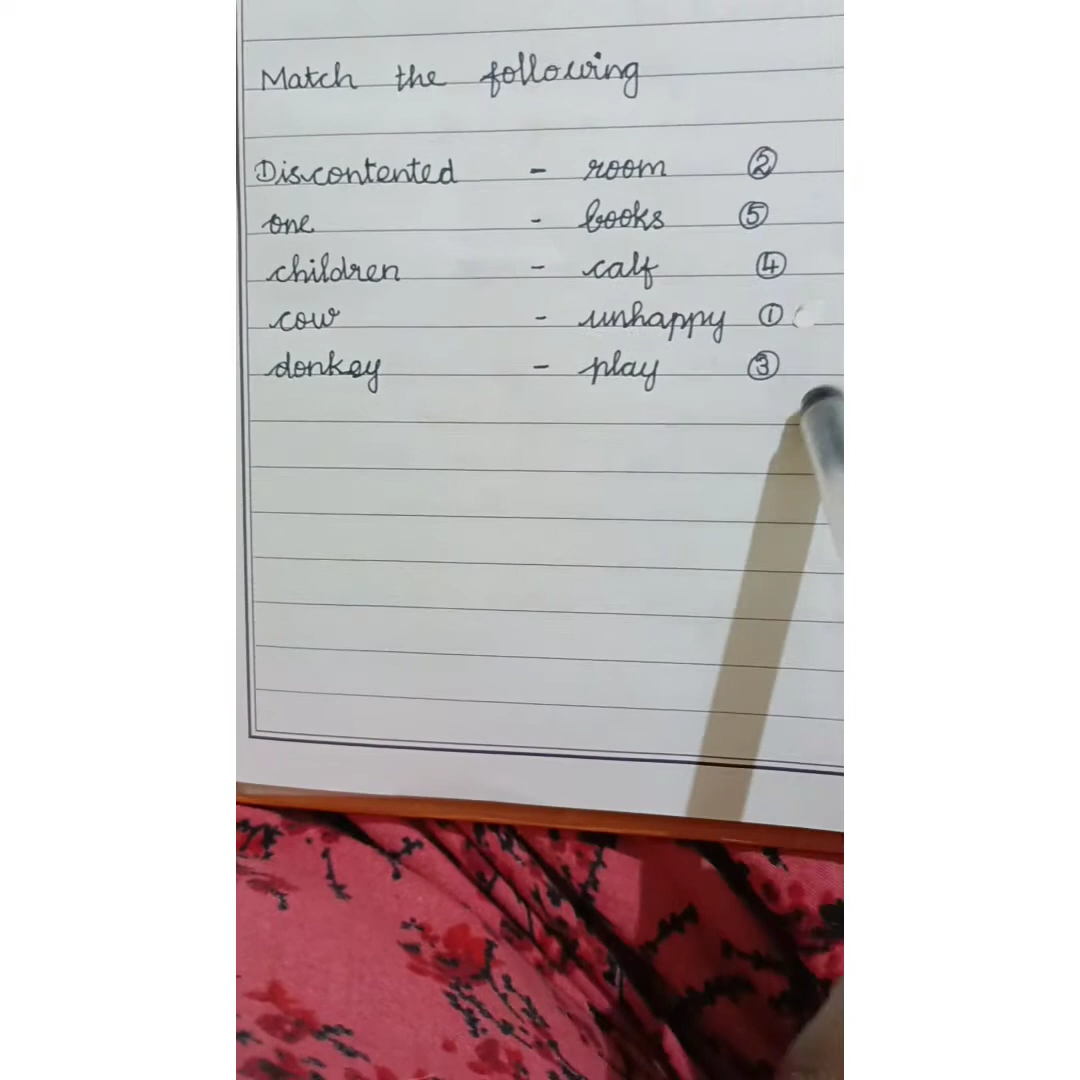 Match the following
Discontented - room ②
one - books ⑤
children - calf ④
cow - unhappy ①
donkey - play ③